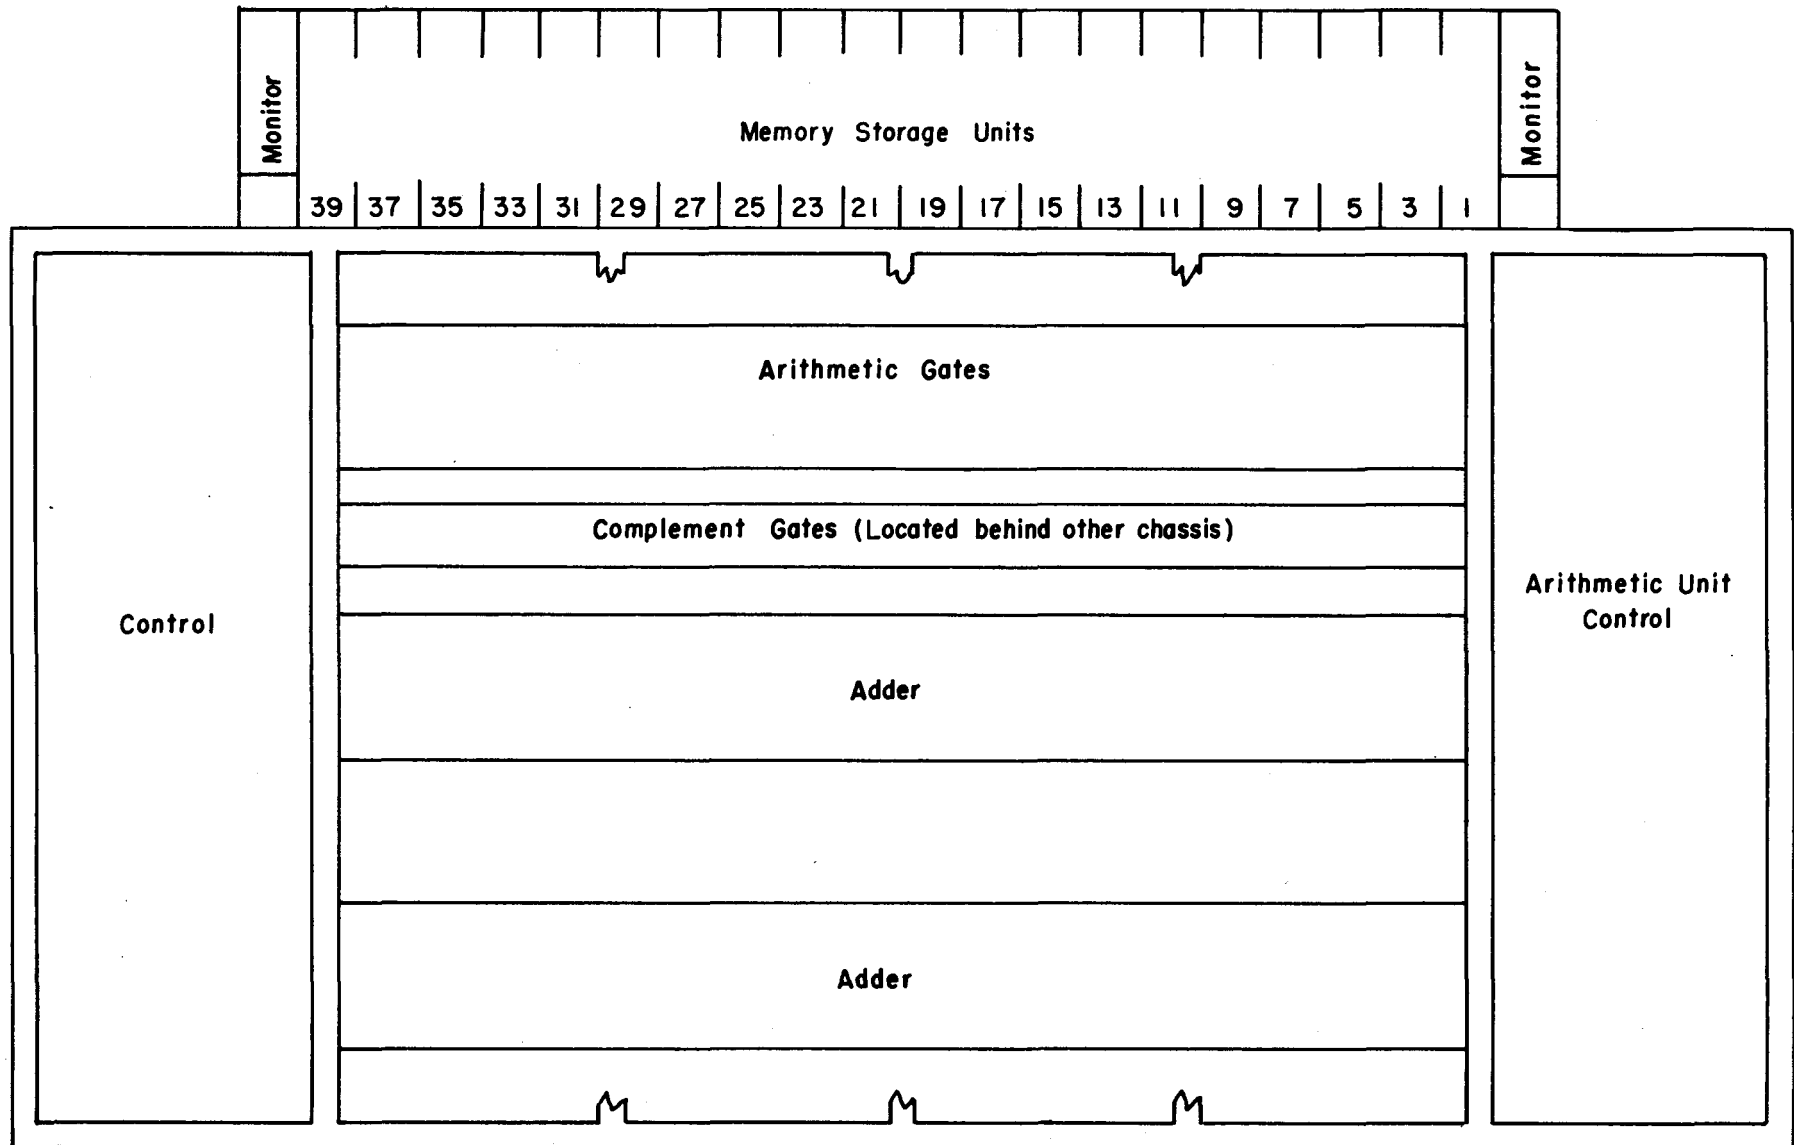 Monitor
Memory Storage Units
Monitor
39 37 35 33 31 29 27 25 23 21 19 17 15 13 11 9 7 5 3 1
Arithmetic Gates
Complement Gates (Located behind other chassis)
Control
Adder
Arithmetic Unit
Control
Adder